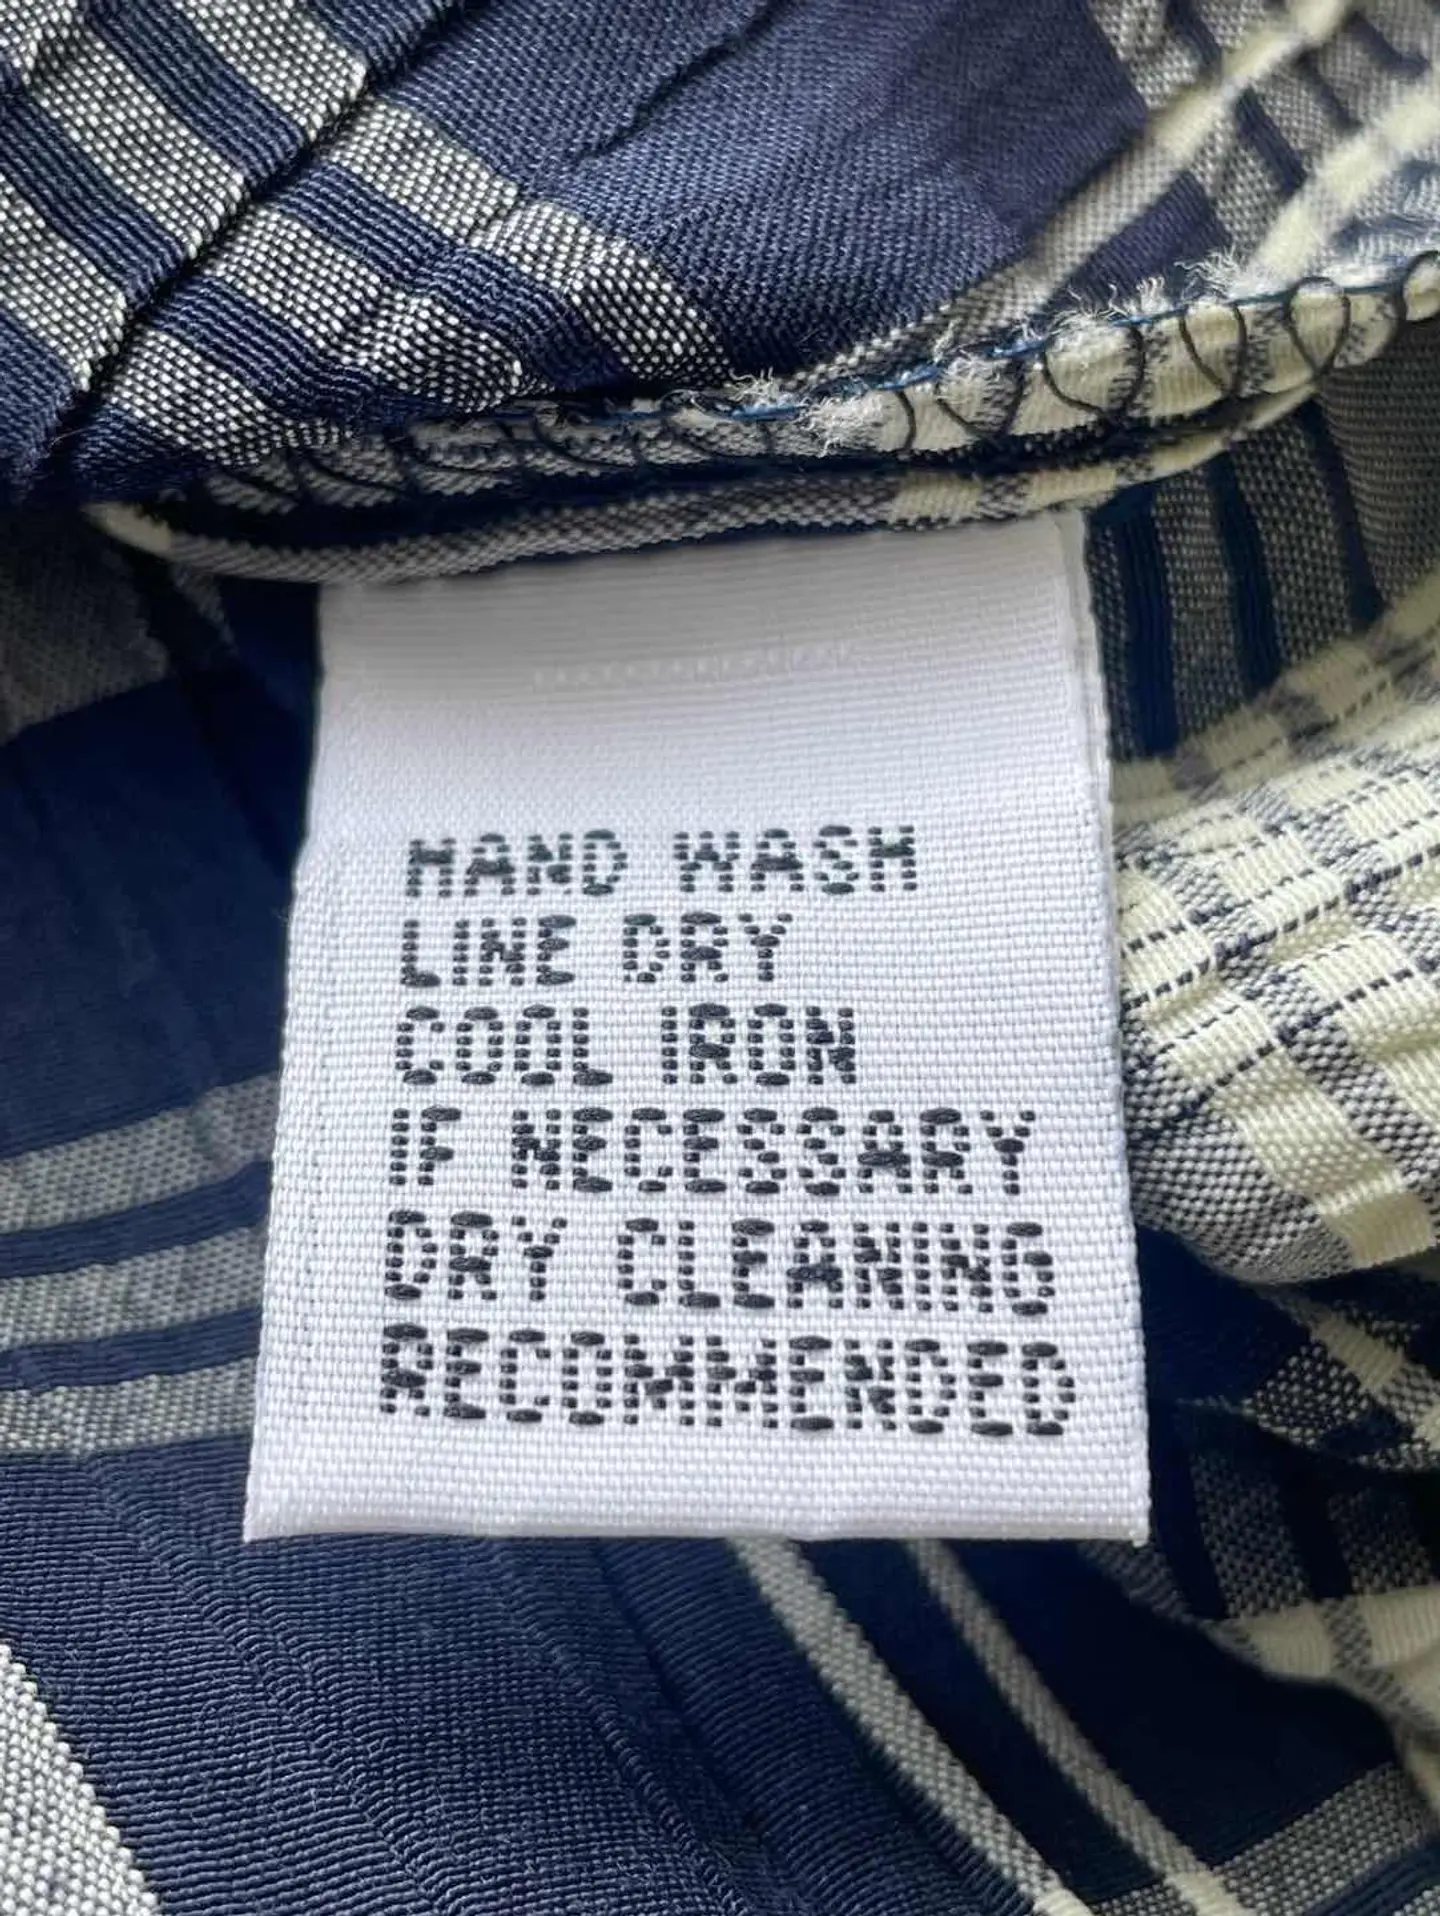 HAND WASH
LINE DRY
COOL IRON
IF NECESSARY
DRY CLEANING
RECOMMENDED